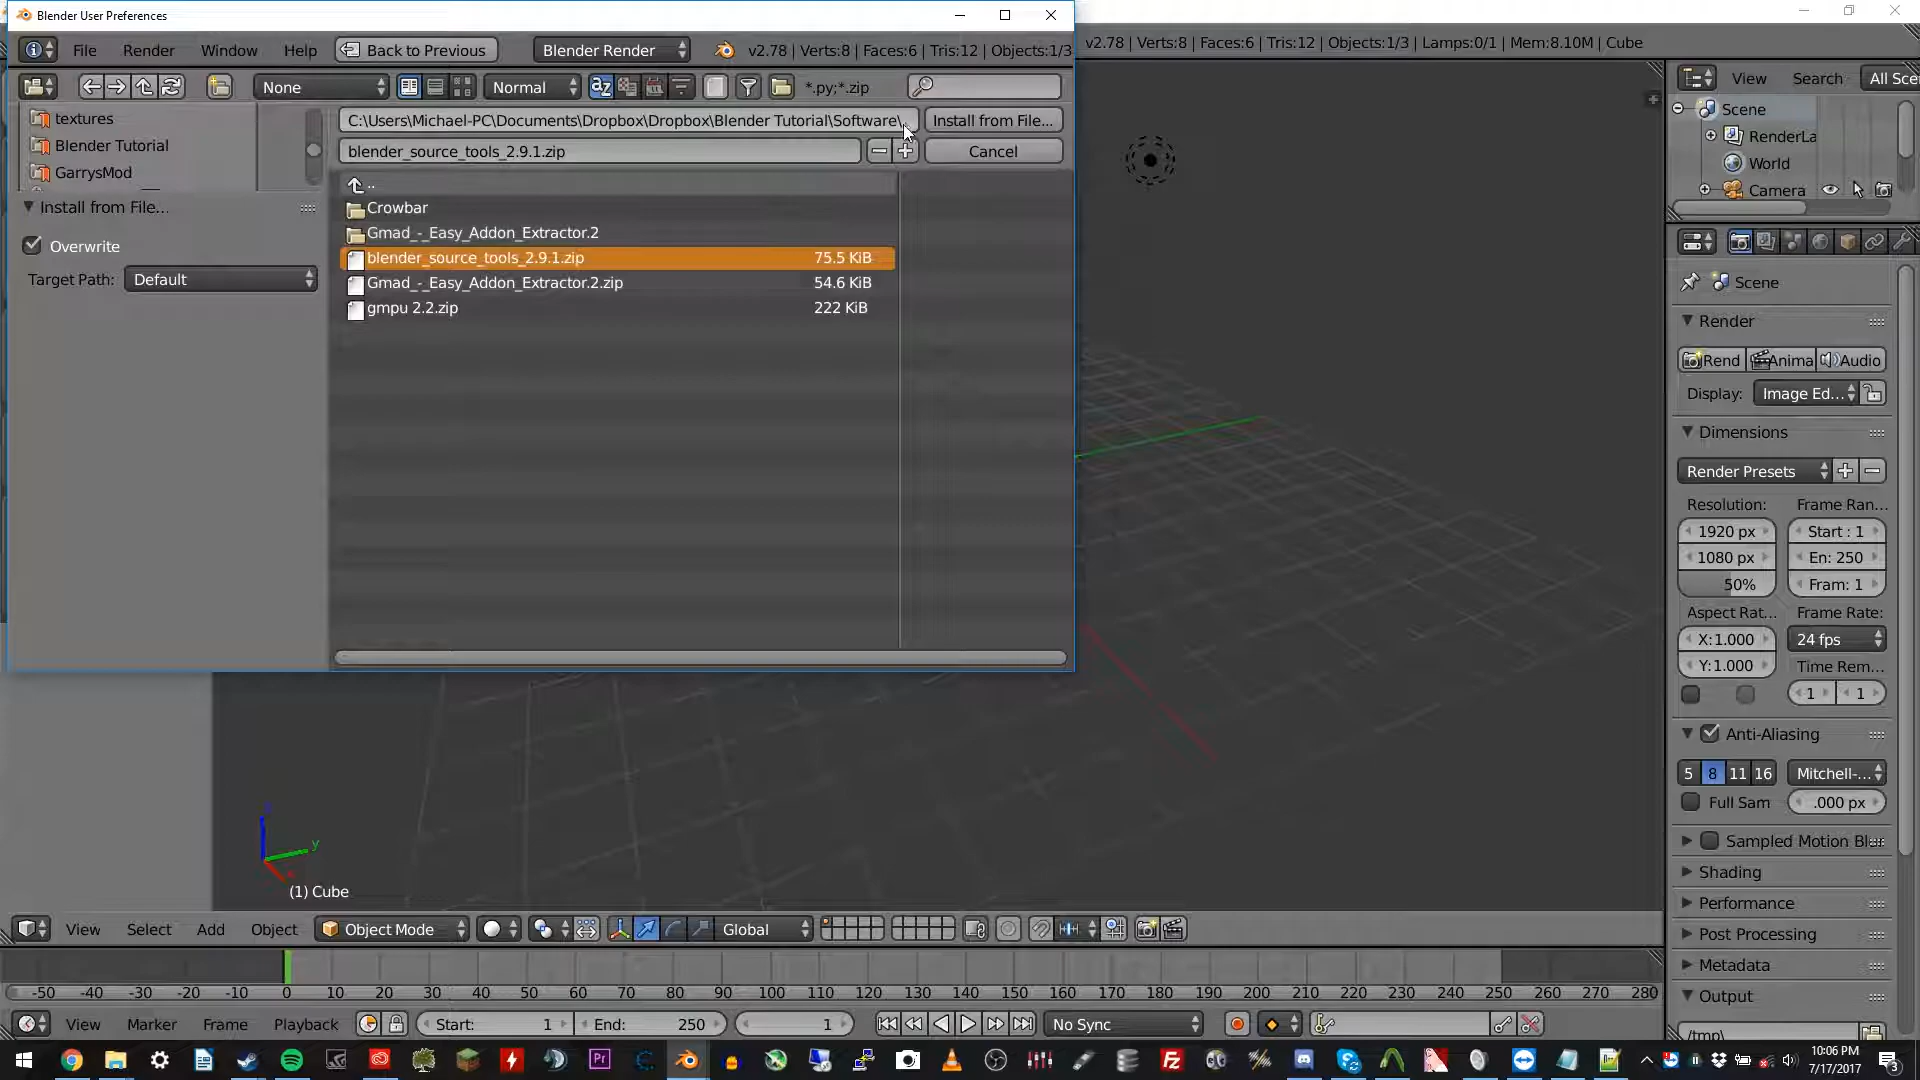 Blender User Preferences
File Render Window Help Back to Previous Blender Render v2.78 | Verts:8 | Faces:6 | Tris:12 | Objects:1/3
v2.78 | Verts:8 | Faces:6 | Tris:12 | Objects:1/3 | Lamps:0/1 | Mem:8.10M | Cube
None Normal *.py;*.zip
View Search All Sce
textures
Blender Tutorial
GarrysMod
C:\Users\Michael-PC\Documents\Dropbox\Dropbox\Blender Tutorial\Software\
Install from File...
blender_source_tools_2.9.1.zip
Cancel
..
Crowbar
Gmad_-_Easy_Addon_Extractor.2
blender_source_tools_2.9.1.zip 75.5 KiB
Gmad_-_Easy_Addon_Extractor.2.zip 54.6 KiB
gmpu 2.2.zip 222 KiB
Install from File...
Overwrite
Target Path: Default
Scene
RenderLa
World
Camera
Scene
Render
Rend Anima Audio
Display: Image Ed...
Dimensions
Render Presets
Resolution: Frame Ran...
1920 px Start : 1
1080 px En: 250
50% Fram: 1
Aspect Rat... Frame Rate:
X:1.000 24 fps
Y:1.000 Time Rem...
1 1
Anti-Aliasing
5 8 11 16 Mitchell-...
Full Sam .000 px
Sampled Motion Bl
Shading
Performance
Post Processing
Metadata
Output
/tmp\
z
y
(1) Cube
View Select Add Object Object Mode Global
-50 -40 -30 -20 -10 0 10 20 30 40 50 60 70 80 90 100 110 120 130 140 150 160 170 180 190 200 210 220 230 240 250 260 270 280
View Marker Frame Playback Start: 1 End: 250 1 No Sync
Pr
Fz
10:06 PM
7/17/2017
3